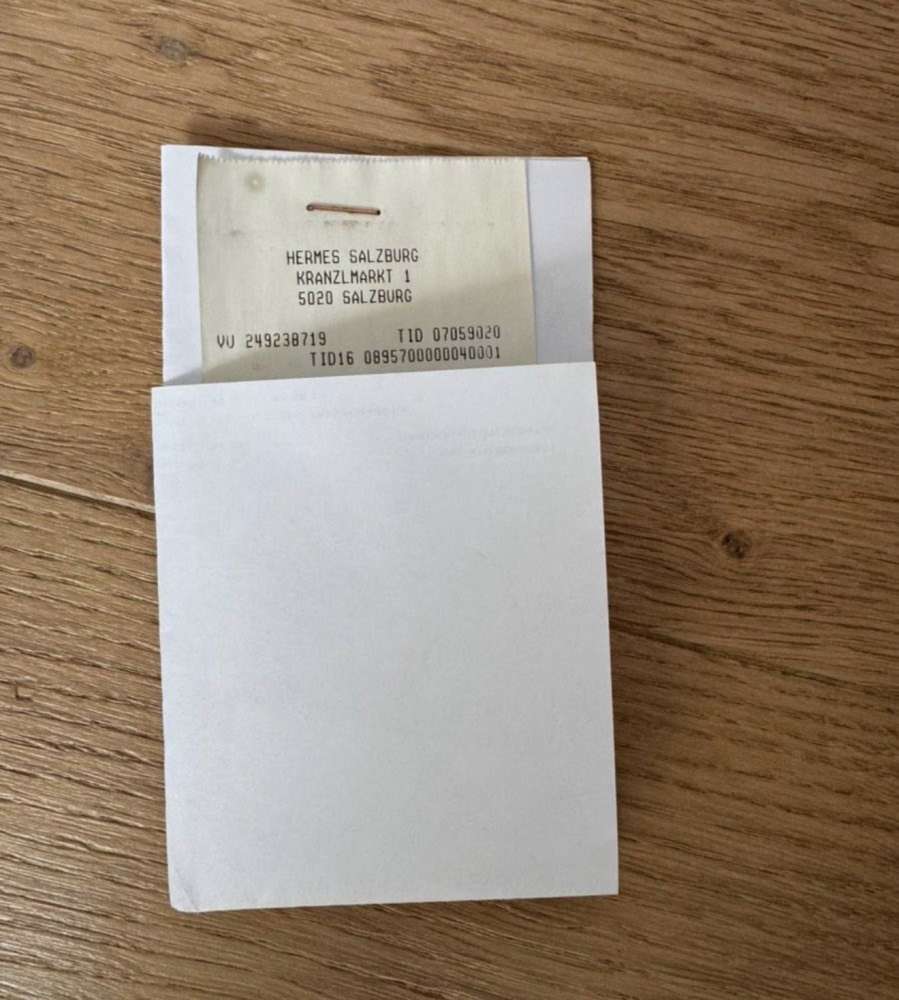 HERMES SALZBURG
KRANZLMARKT 1
5020 SALZBURG
VU 249238719 TID 07059020
TID16 0895700000040001